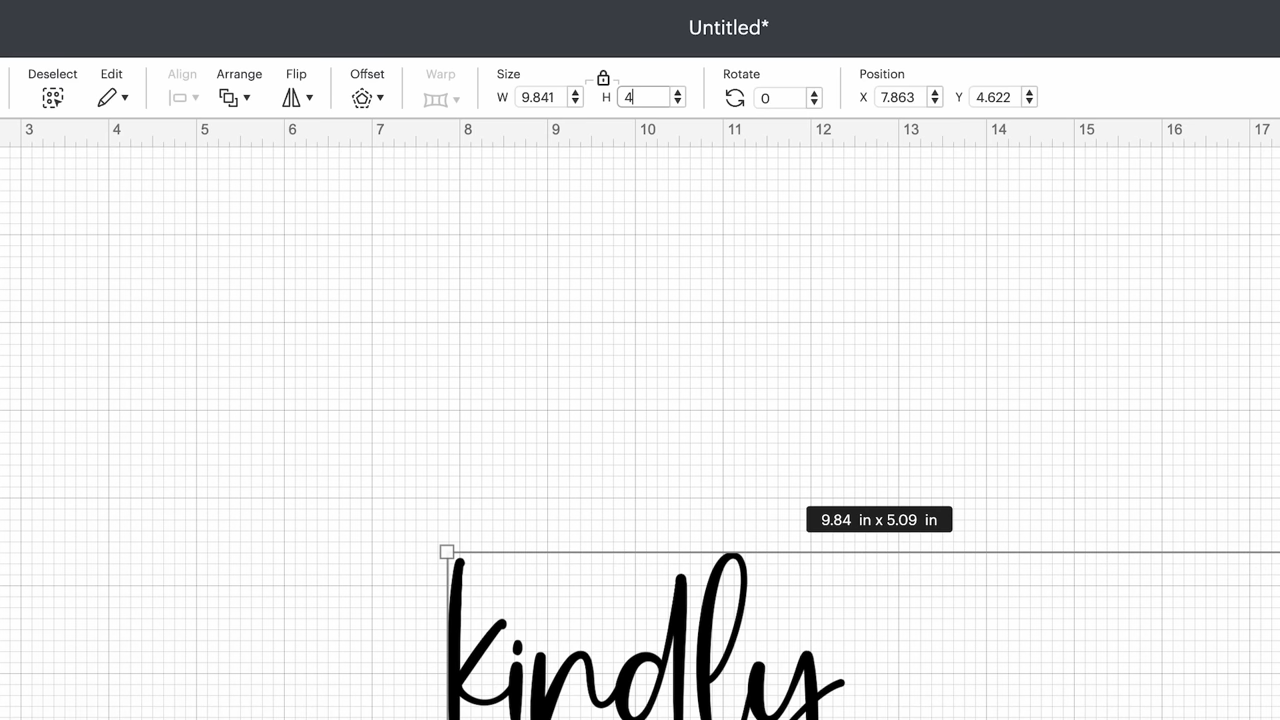 Untitled*
Deselect Edit Align Arrange Flip Offset Warp Size Rotate Position
W 9.841 H 4 0 X 7.863 Y 4.622
3 4 5 6 7 8 9 10 11 12 13 14 15 16 17
9.84 in x 5.09 in
kindly